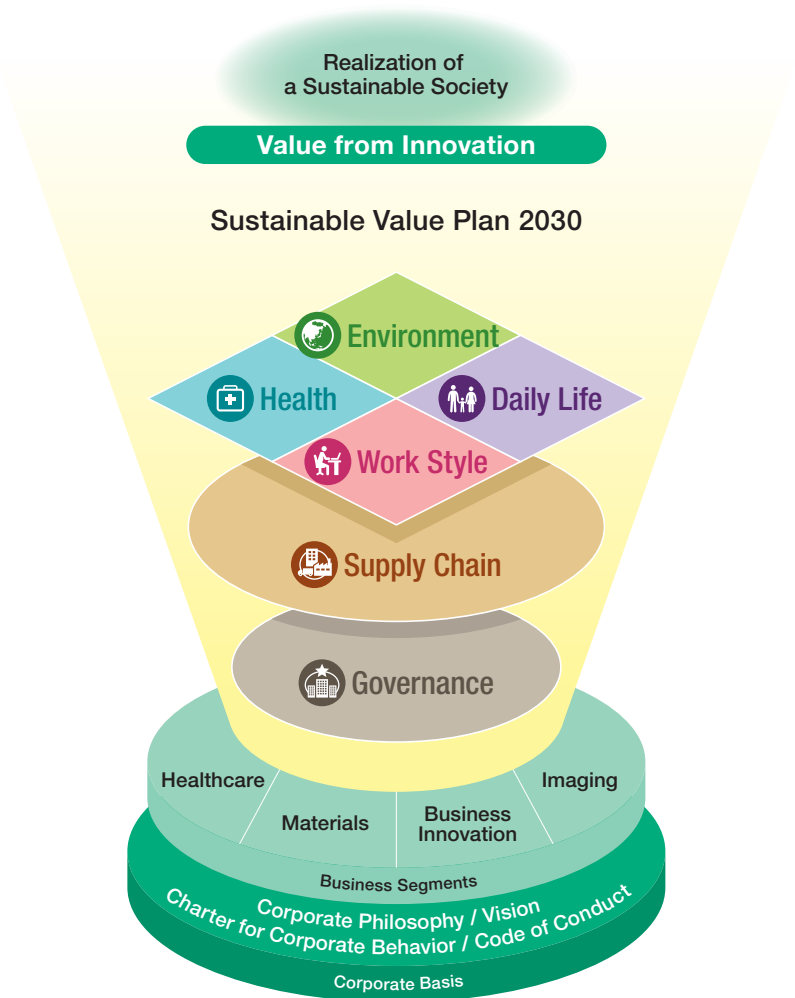 Realization of
a Sustainable Society
Value from Innovation
Sustainable Value Plan 2030
Environment
Health
Daily Life
Work Style
Supply Chain
Governance
Healthcare
Materials
Business
Innovation
Imaging
Business Segments
Corporate Philosophy / Vision
Charter for Corporate Behavior / Code of Conduct
Corporate Basis